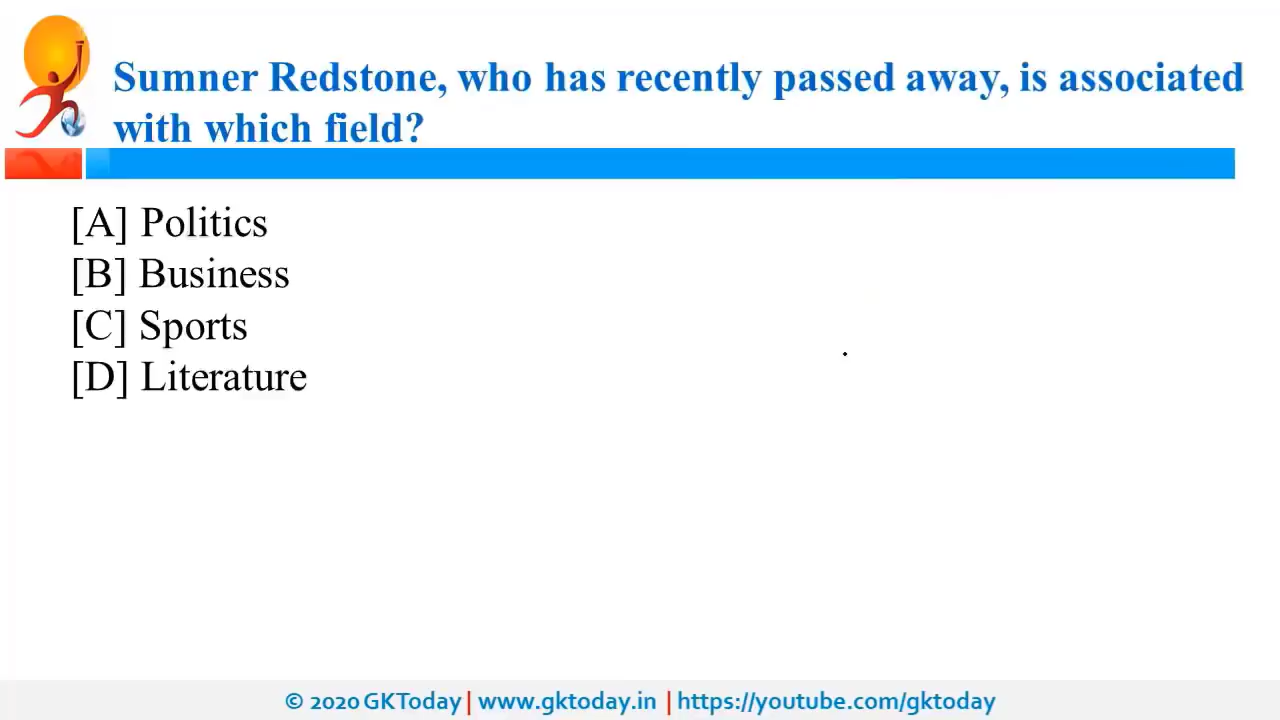 Sumner Redstone, who has recently passed away, is associated
with which field?
[A] Politics
[B] Business
[C] Sports
[D] Literature
© 2020 GKToday | www.gktoday.in | https://youtube.com/gktoday